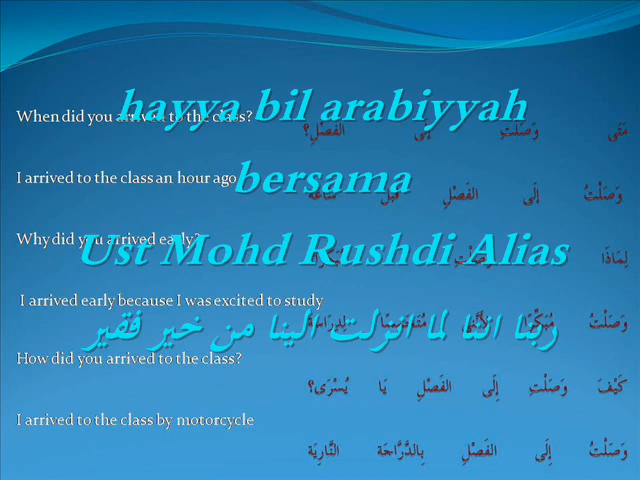 hayya bil arabiyyah
bersama
Ust Mohd Rushdi Alias
ربنا اننا لما انزلت الينا من خير فقير
When did you arrived to the class?
مَتَى وَصَلْتِ إِلَى الفَصْلِ؟
I arrived to the class an hour ago
وَصَلْتُ إِلَى الفَصْلِ قَبْلَ سَاعَة
Why did you arrived early?
لِمَاذَا وَصَلْتِ
I arrived early because I was excited to study
وَصَلْتُ مُبَكِّرًا لِأَنَّنِي لِدِرَاسَة
How did you arrived to the class?
كَيْفَ وَصَلْتِ إِلَى الفَصْلِ يَا يُسْرَى؟
I arrived to the class by motorcycle
وَصَلْتُ إِلَى الفَصْلِ بِالدَّرَّاجَة النَّارِيَة